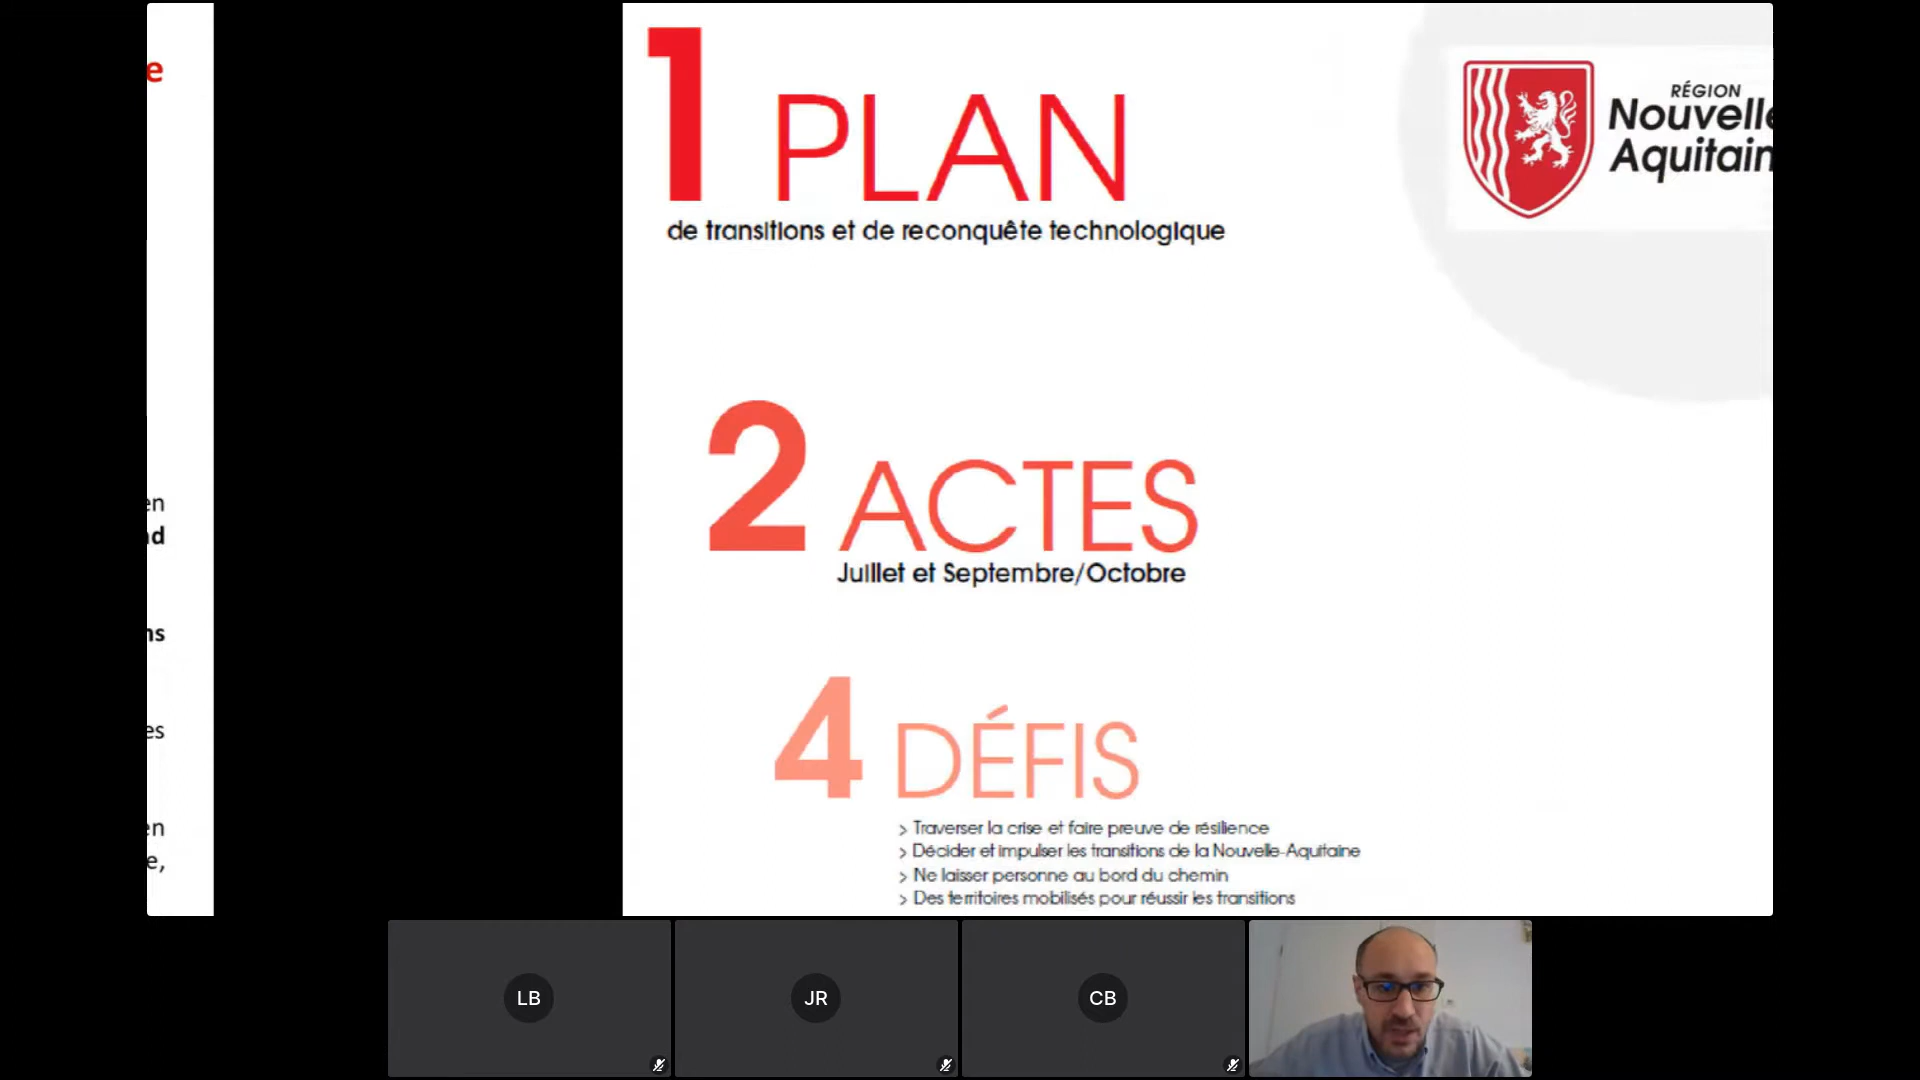 e
en
nd
ns
es
en
e,
1 PLAN
de transitions et de reconquête technologique
RÉGION
Nouvelle
Aquitain
2 ACTES
Juillet et Septembre/Octobre
4 DÉFIS
> Traverser la crise et faire preuve de résilience
> Décider et impulser les transitions de la Nouvelle-Aquitaine
> Ne laisser personne au bord du chemin
> Des territoires mobilisés pour réussir les transitions
LB
JR
CB